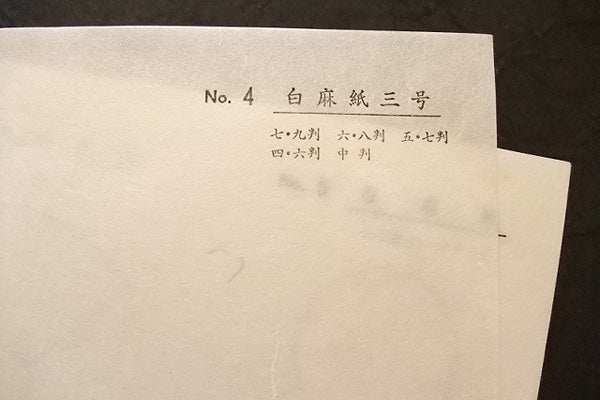 No. 4 白麻紙三号
七・九判 六・八判 五・七判
四・六判 中判